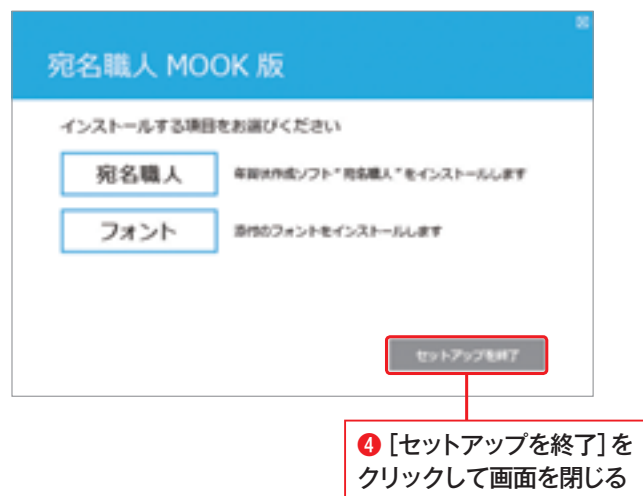 宛名職人 MOOK 版
インストールする項目をお選びください
宛名職人
年賀状作成ソフト"宛名職人"をインストールします
フォント
添付のフォントをインストールします
セットアップを終了
❹ [セットアップを終了]を
クリックして画面を閉じる